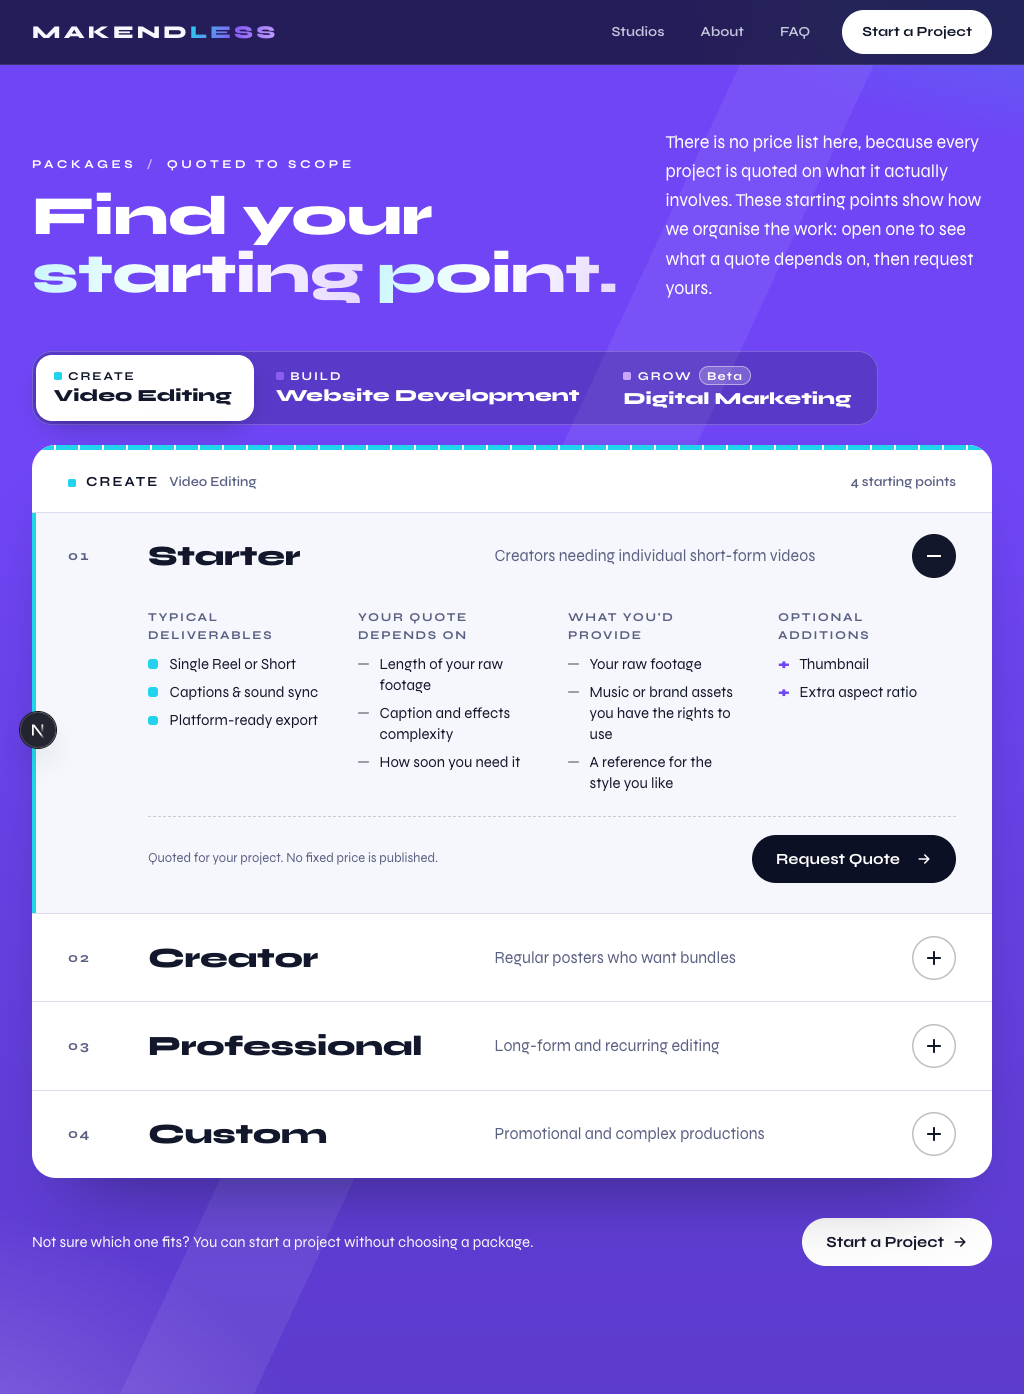 MAKENDLESS
Studios
About
FAQ
Start a Project
PACKAGES / QUOTED TO SCOPE
Find your
starting point.
There is no price list here, because every
project is quoted on what it actually
involves. These starting points show how
we organise the work: open one to see
what a quote depends on, then request
yours.
CREATE
Video Editing
BUILD
Website Development
GROW Beta
Digital Marketing
CREATE Video Editing
4 starting points
01
Starter
Creators needing individual short-form videos
TYPICAL
DELIVERABLES
Single Reel or Short
Captions & sound sync
Platform-ready export
YOUR QUOTE
DEPENDS ON
— Length of your raw
footage
— Caption and effects
complexity
— How soon you need it
WHAT YOU'D
PROVIDE
— Your raw footage
— Music or brand assets
you have the rights to
use
— A reference for the
style you like
OPTIONAL
ADDITIONS
+ Thumbnail
+ Extra aspect ratio
N
Quoted for your project. No fixed price is published.
Request Quote →
02
Creator
Regular posters who want bundles
03
Professional
Long-form and recurring editing
04
Custom
Promotional and complex productions
Not sure which one fits? You can start a project without choosing a package.
Start a Project →